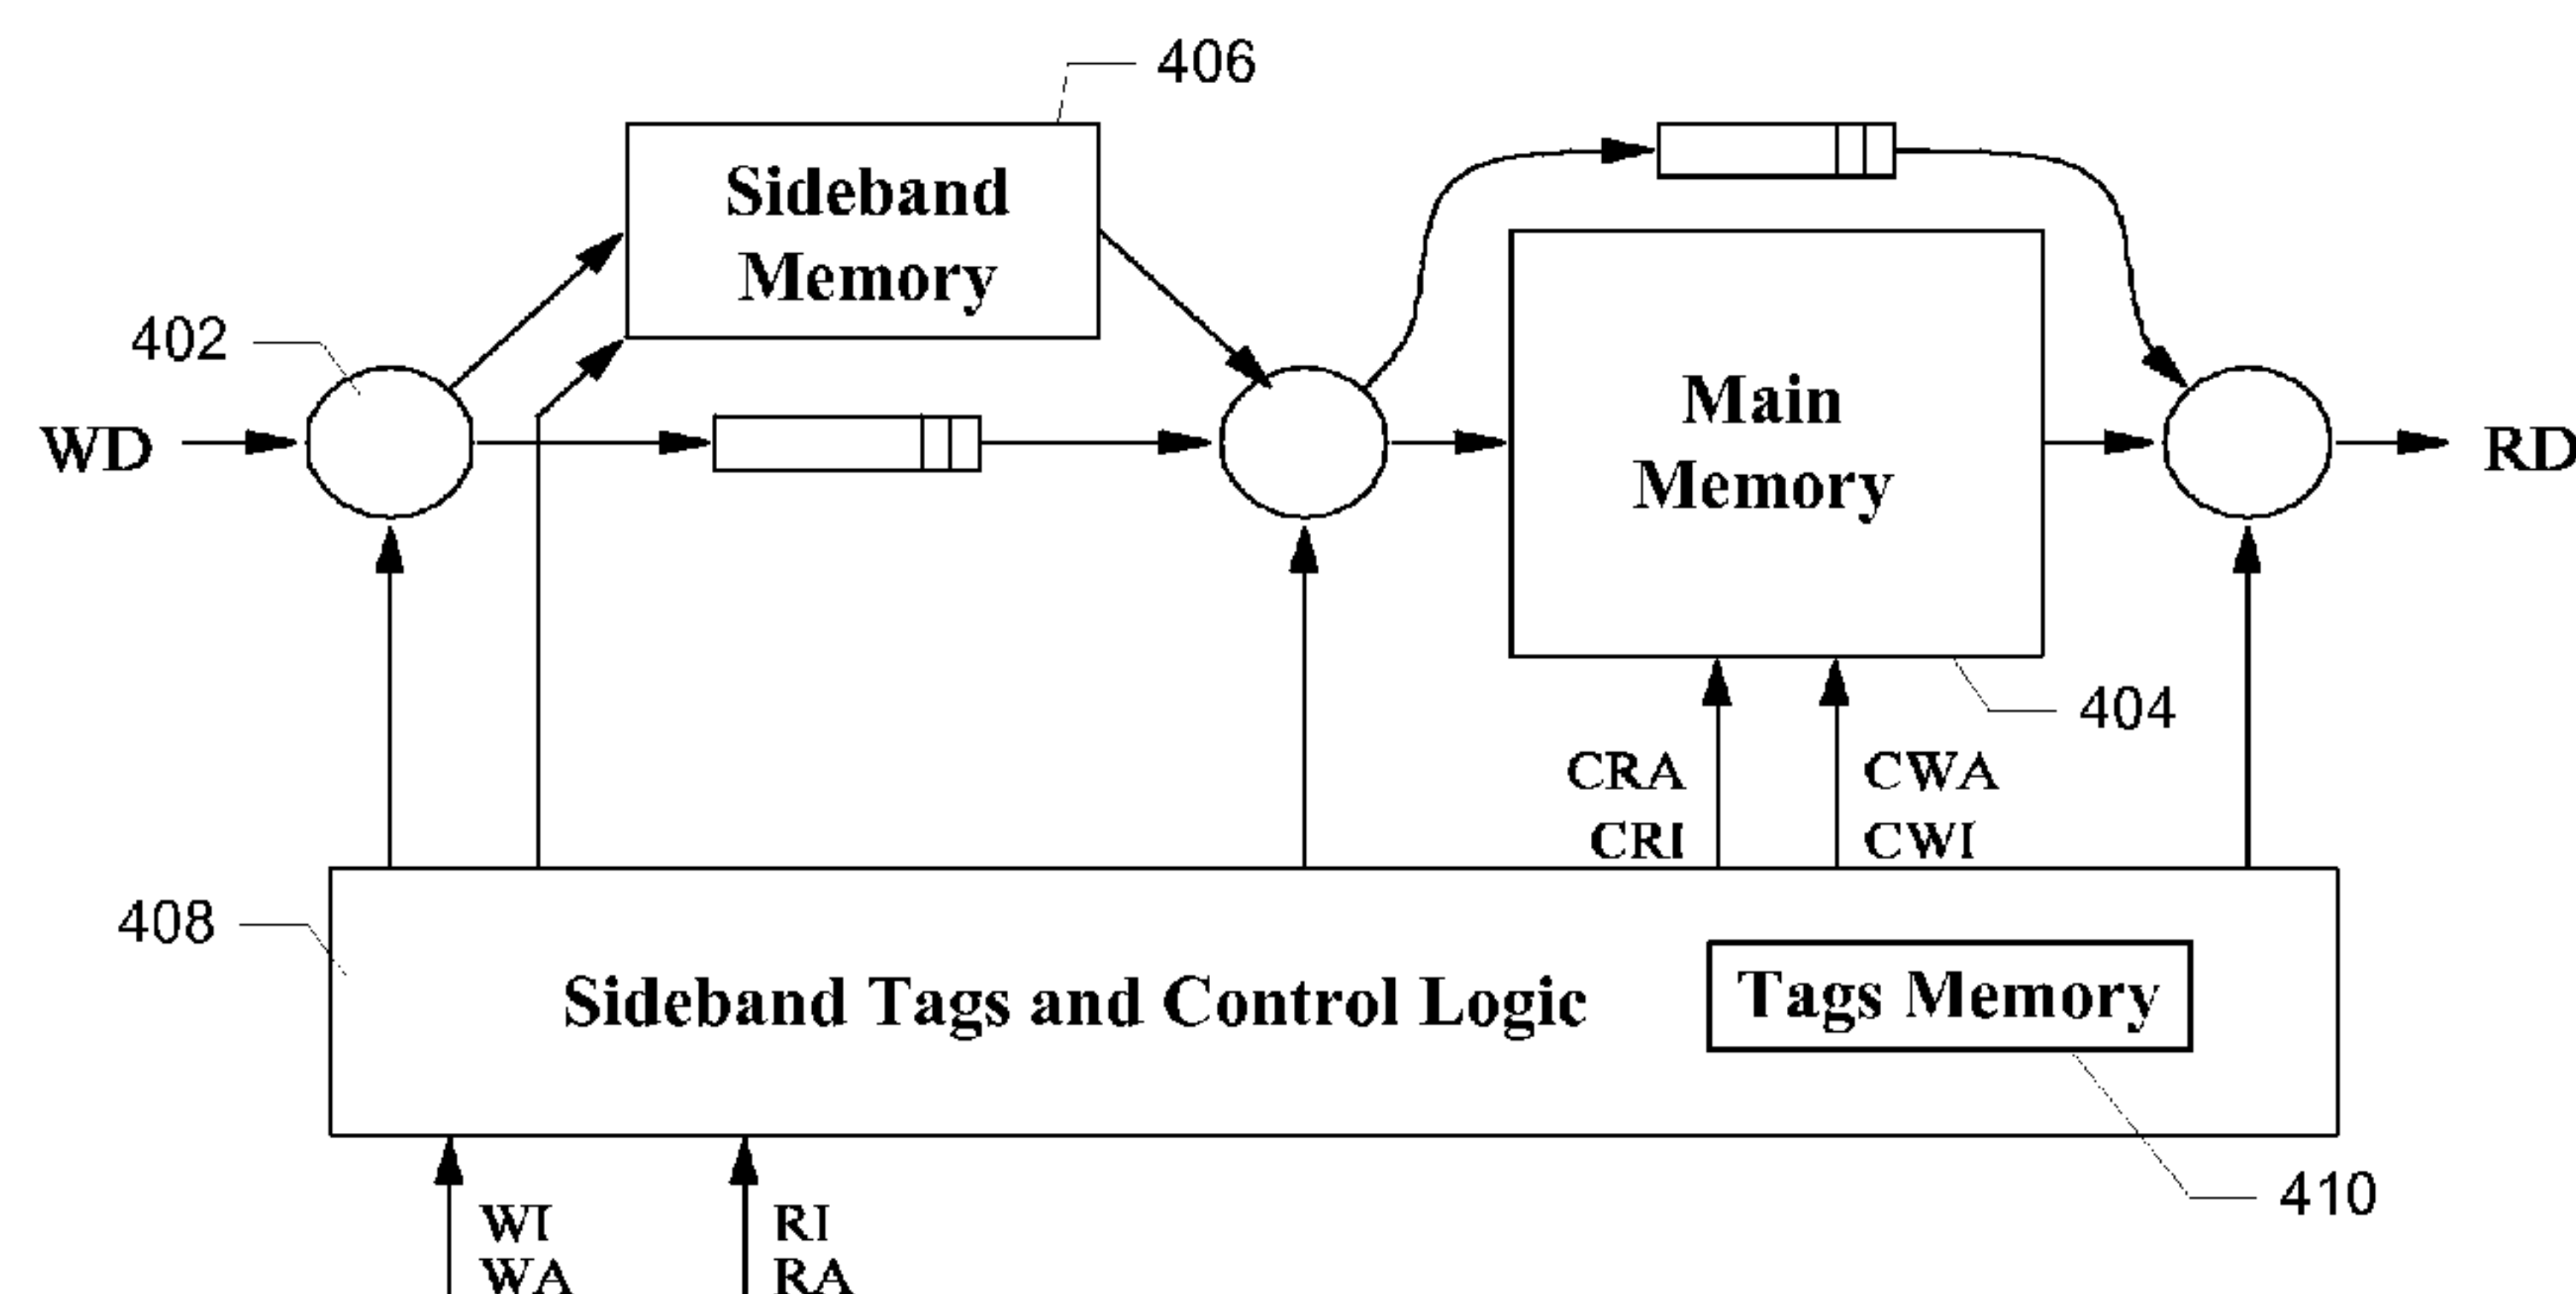 406
Sideband
Memory
402
WD
Main
Memory
RD
404
CRA
CRI
CWA
CWI
408
Sideband Tags and Control Logic
Tags Memory
410
WI
WA
RI
RA